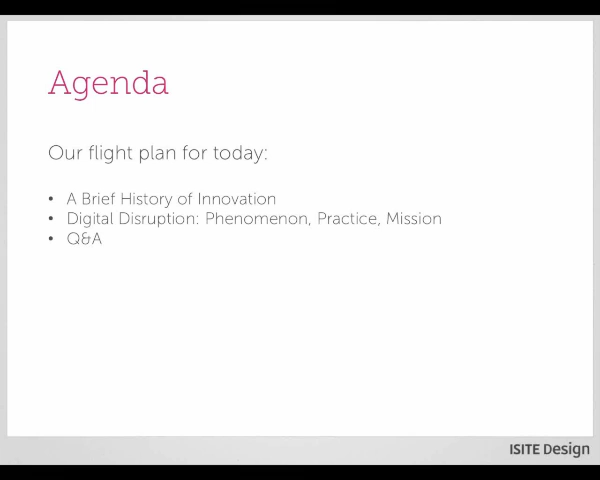 Agenda
Our flight plan for today:
• A Brief History of Innovation
• Digital Disruption: Phenomenon, Practice, Mission
• Q&A
ISITE Design